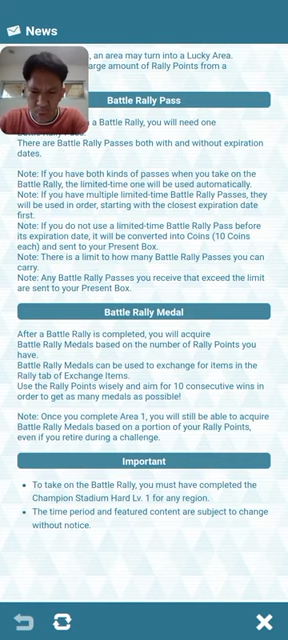 News
, an area may turn into a Lucky Area.
arge amount of Rally Points from a
Battle Rally Pass
n a Battle Rally, you will need one
There are Battle Rally Passes both with and without expiration
dates.
Note: If you have both kinds of passes when you take on the
Battle Rally, the limited-time one will be used automatically.
Note: If you have multiple limited-time Battle Rally Passes, they
will be used in order, starting with the closest expiration date
first.
Note: If you do not use a limited-time Battle Rally Pass before
its expiration date, it will be converted into Coins (10 Coins
each) and sent to your Present Box.
Note: There is a limit to how many Battle Rally Passes you can
carry.
Note: Any Battle Rally Passes you receive that exceed the limit
are sent to your Present Box.
Battle Rally Medal
After a Battle Rally is completed, you will acquire
Battle Rally Medals based on the number of Rally Points you
have.
Battle Rally Medals can be used to exchange for items in the
Rally tab of Exchange Items.
Use the Rally Points wisely and aim for 10 consecutive wins in
order to get as many medals as possible!
Note: Once you complete Area 1, you will still be able to acquire
Battle Rally Medals based on a portion of your Rally Points,
even if you retire during a challenge.
Important
• To take on the Battle Rally, you must have completed the
Champion Stadium Hard Lv. 1 for any region.
• The time period and featured content are subject to change
without notice.